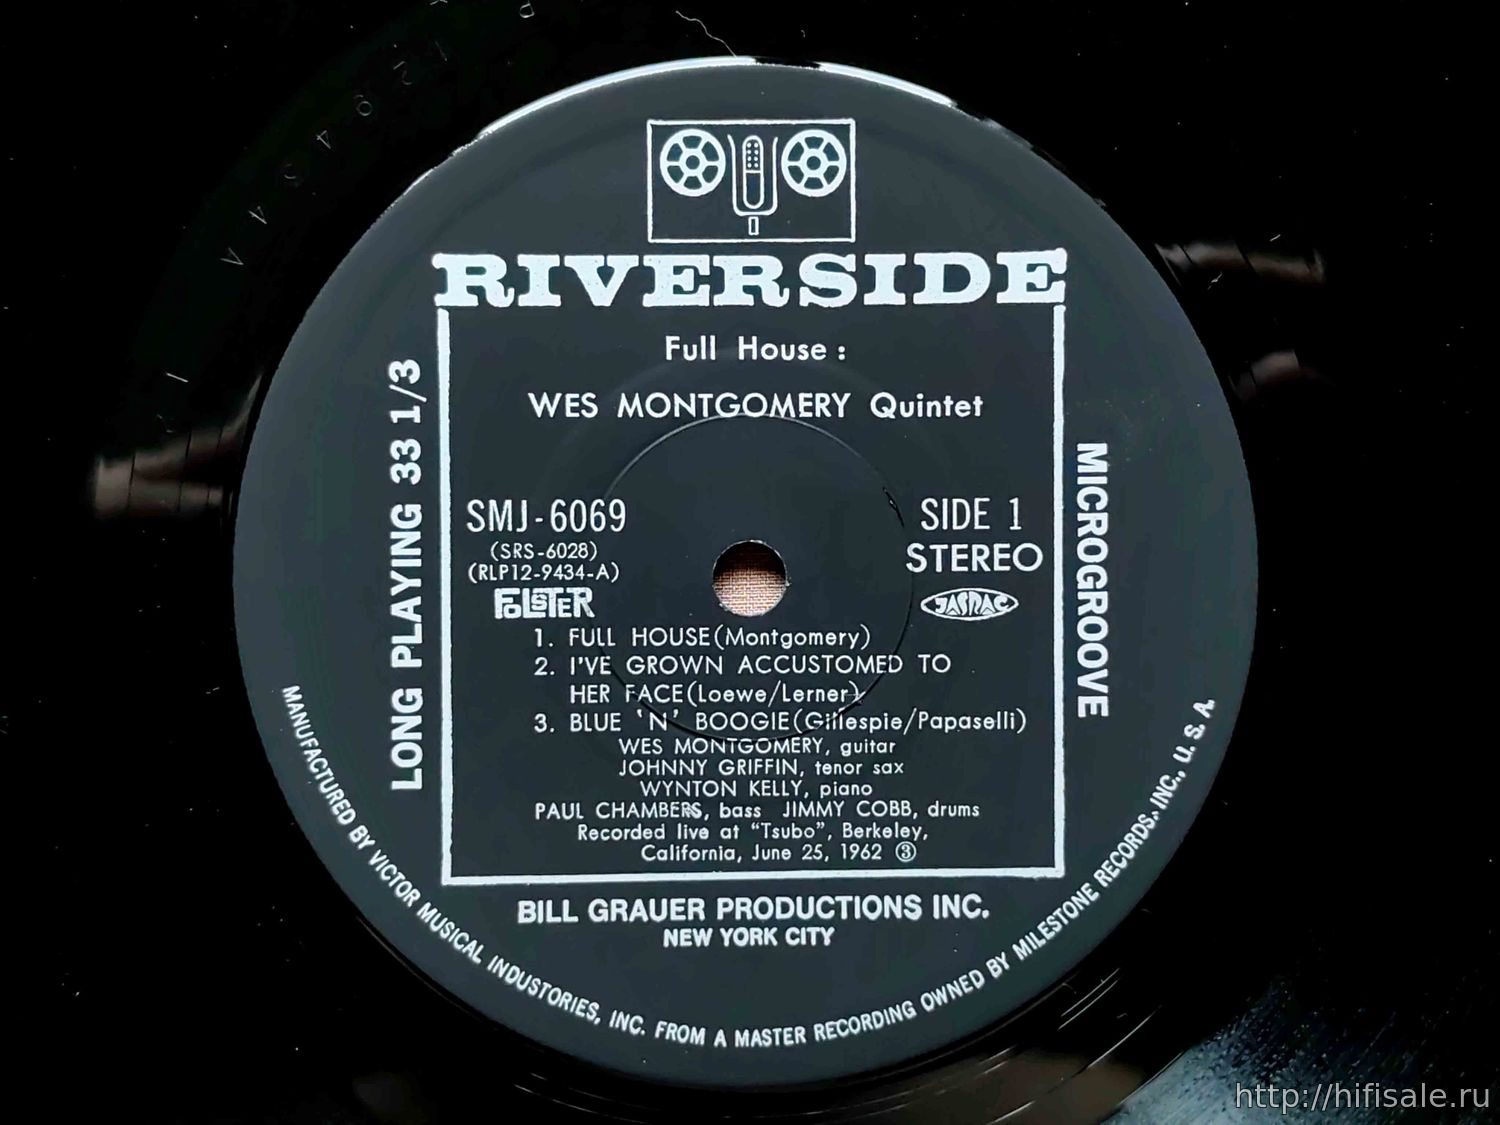 RIVERSIDE
Full House :
WES MONTGOMERY Quintet
SMJ-6069
(SRS-6028)
(RLP12-9434-A)
FOLSTER
SIDE 1
STEREO
JASRAC
1. FULL HOUSE(Montgomery)
2. I'VE GROWN ACCUSTOMED TO
HER FACE(Loewe/Lerner)
3. BLUE 'N' BOOGIE(Gillespie/Papaselli)
WES MONTGOMERY, guitar
JOHNNY GRIFFIN, tenor sax
WYNTON KELLY, piano
PAUL CHAMBERS, bass JIMMY COBB, drums
Recorded live at "Tsubo", Berkeley,
California, June 25, 1962 ③
LONG PLAYING 33 1/3
MICROGROOVE
BILL GRAUER PRODUCTIONS INC.
NEW YORK CITY
MANUFACTURED BY VICTOR MUSICAL INDUSTRIES, INC. FROM A MASTER RECORDING OWNED BY MILESTONE RECORDS, INC., U. S. A.
http://hifisale.ru